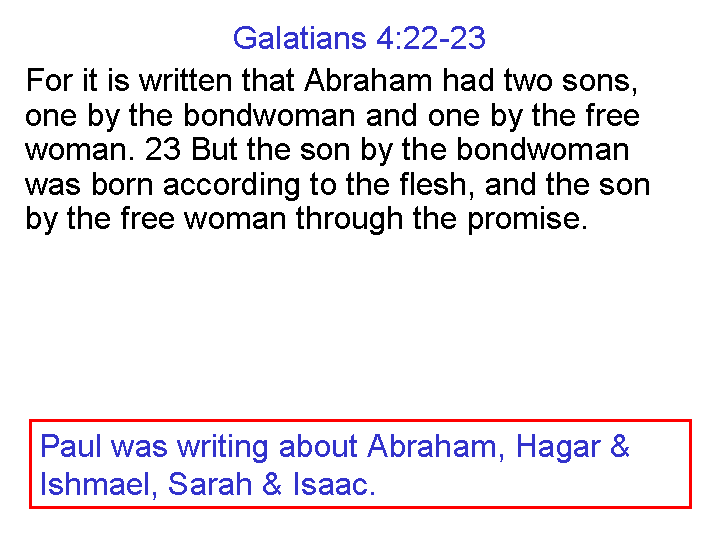 Galatians 4:22-23
For it is written that Abraham had two sons,
one by the bondwoman and one by the free
woman. 23 But the son by the bondwoman
was born according to the flesh, and the son
by the free woman through the promise.
Paul was writing about Abraham, Hagar &
Ishmael, Sarah & Isaac.